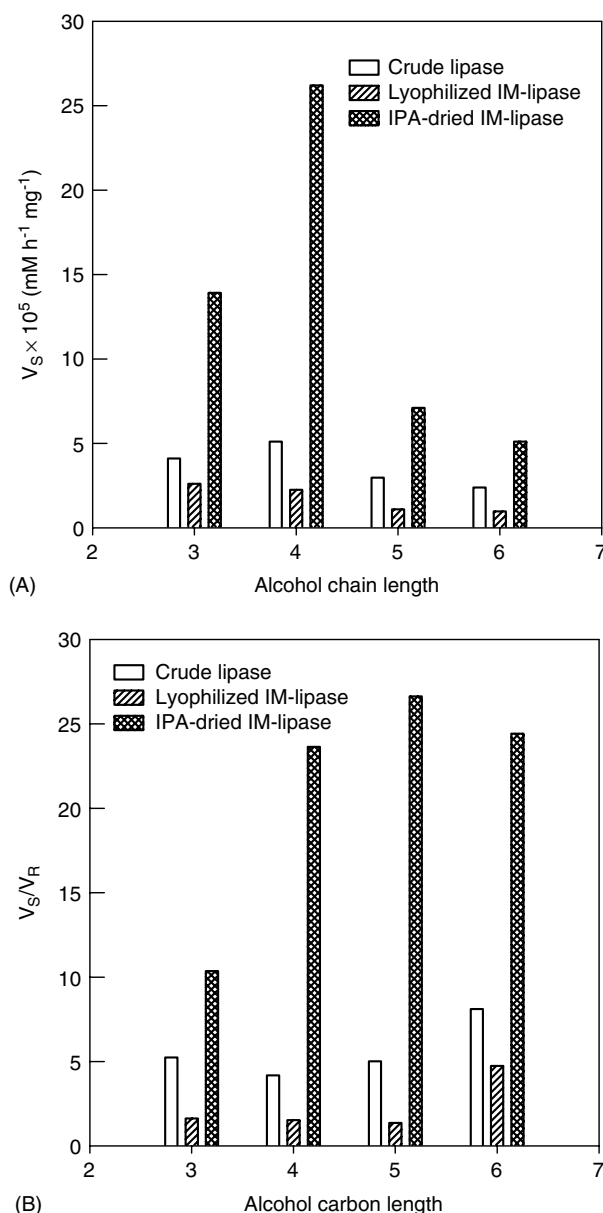 30
25
20
15
10
5
0
V_S × 10^5 (mM h^-1 mg^-1)
Crude lipase
Lyophilized IM-lipase
IPA-dried IM-lipase
2 3 4 5 6 7
(A) Alcohol chain length
30
25
20
15
10
5
0
V_S/V_R
Crude lipase
Lyophilized IM-lipase
IPA-dried IM-lipase
2 3 4 5 6 7
(B) Alcohol carbon length